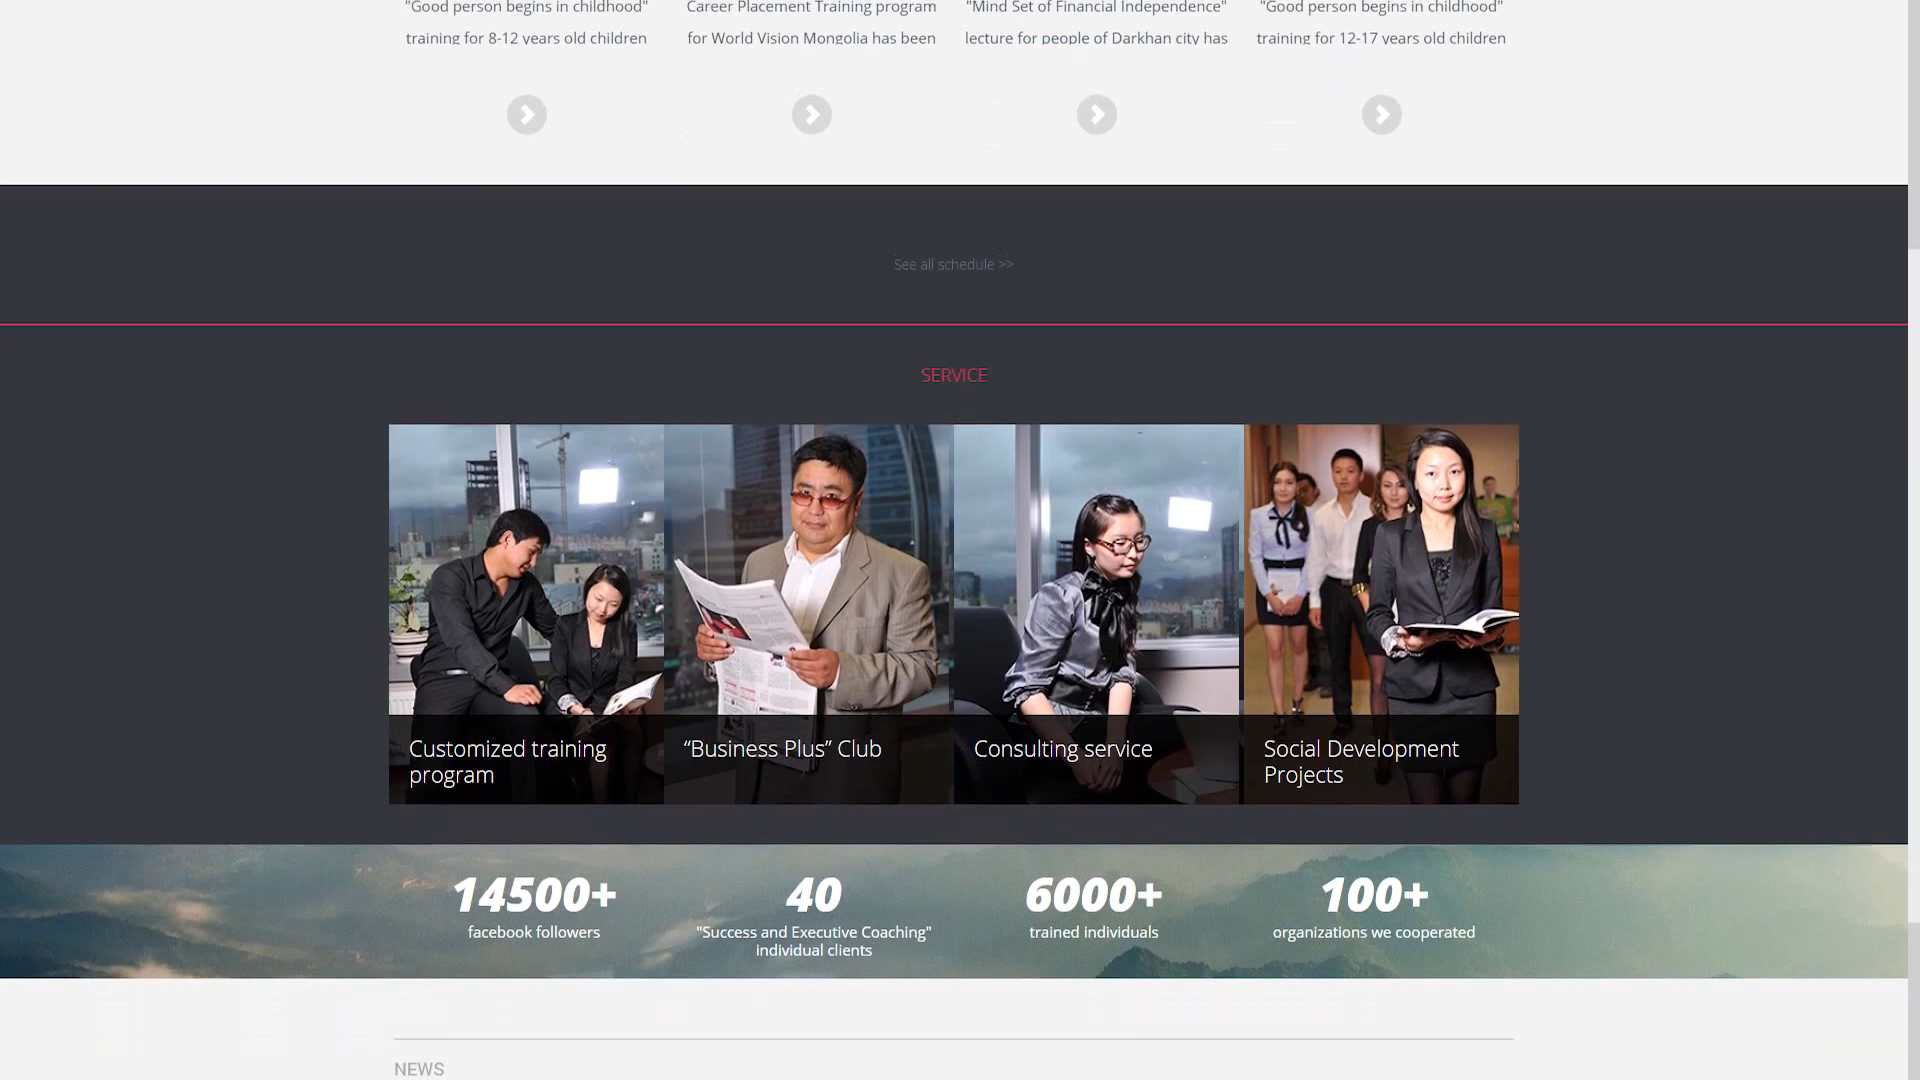 "Good person begins in childhood"
training for 8-12 years old children
Career Placement Training program
for World Vision Mongolia has been
"Mind Set of Financial Independence"
lecture for people of Darkhan city has
"Good person begins in childhood"
training for 12-17 years old children
See all schedule >>
SERVICE
Customized training
program
“Business Plus” Club
Consulting service
Social Development
Projects
14500+
facebook followers
40
"Success and Executive Coaching"
individual clients
6000+
trained individuals
100+
organizations we cooperated
NEWS